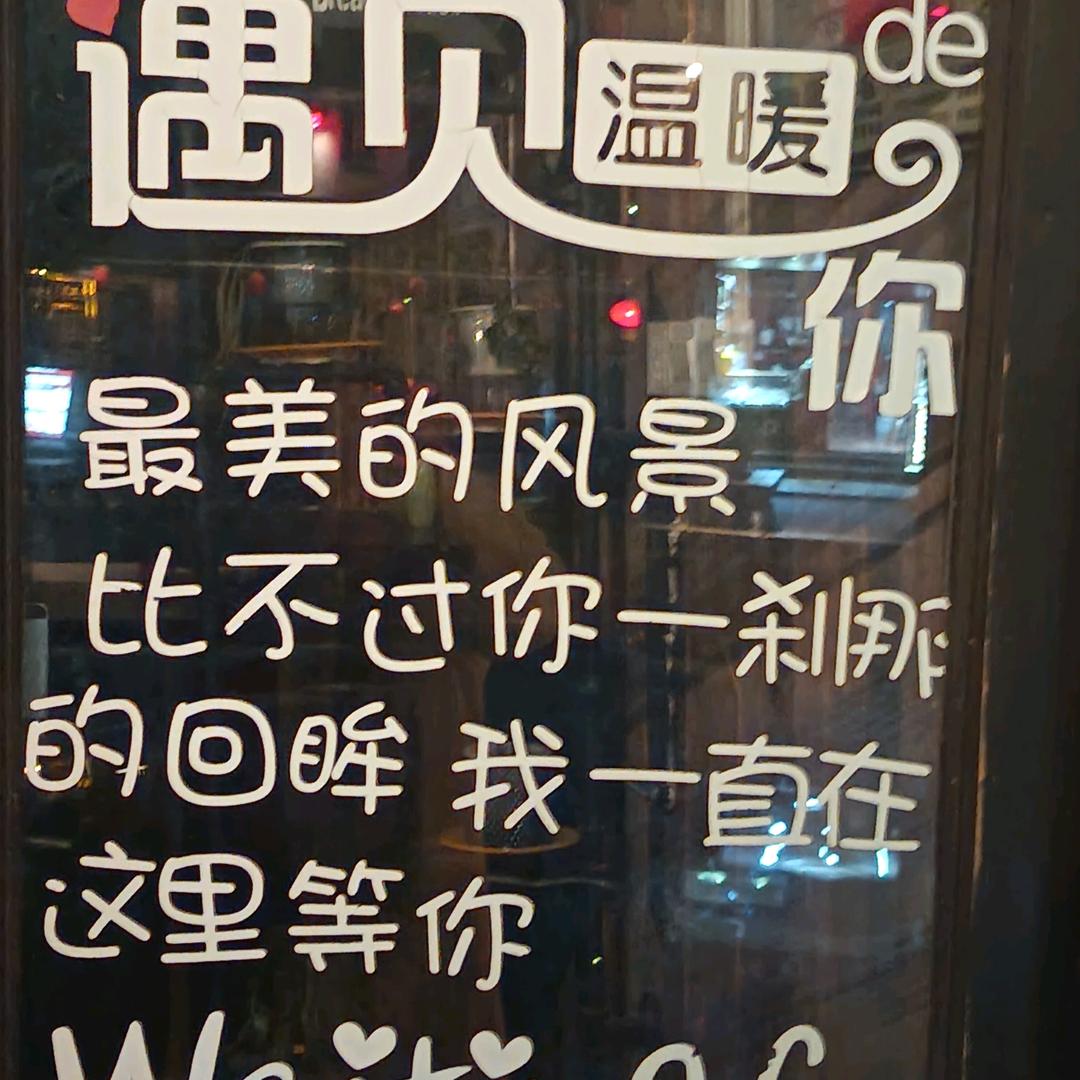 遇见温暖de
你
最美的风景
比不过你一刹那
的回眸 我一直在
这里等你